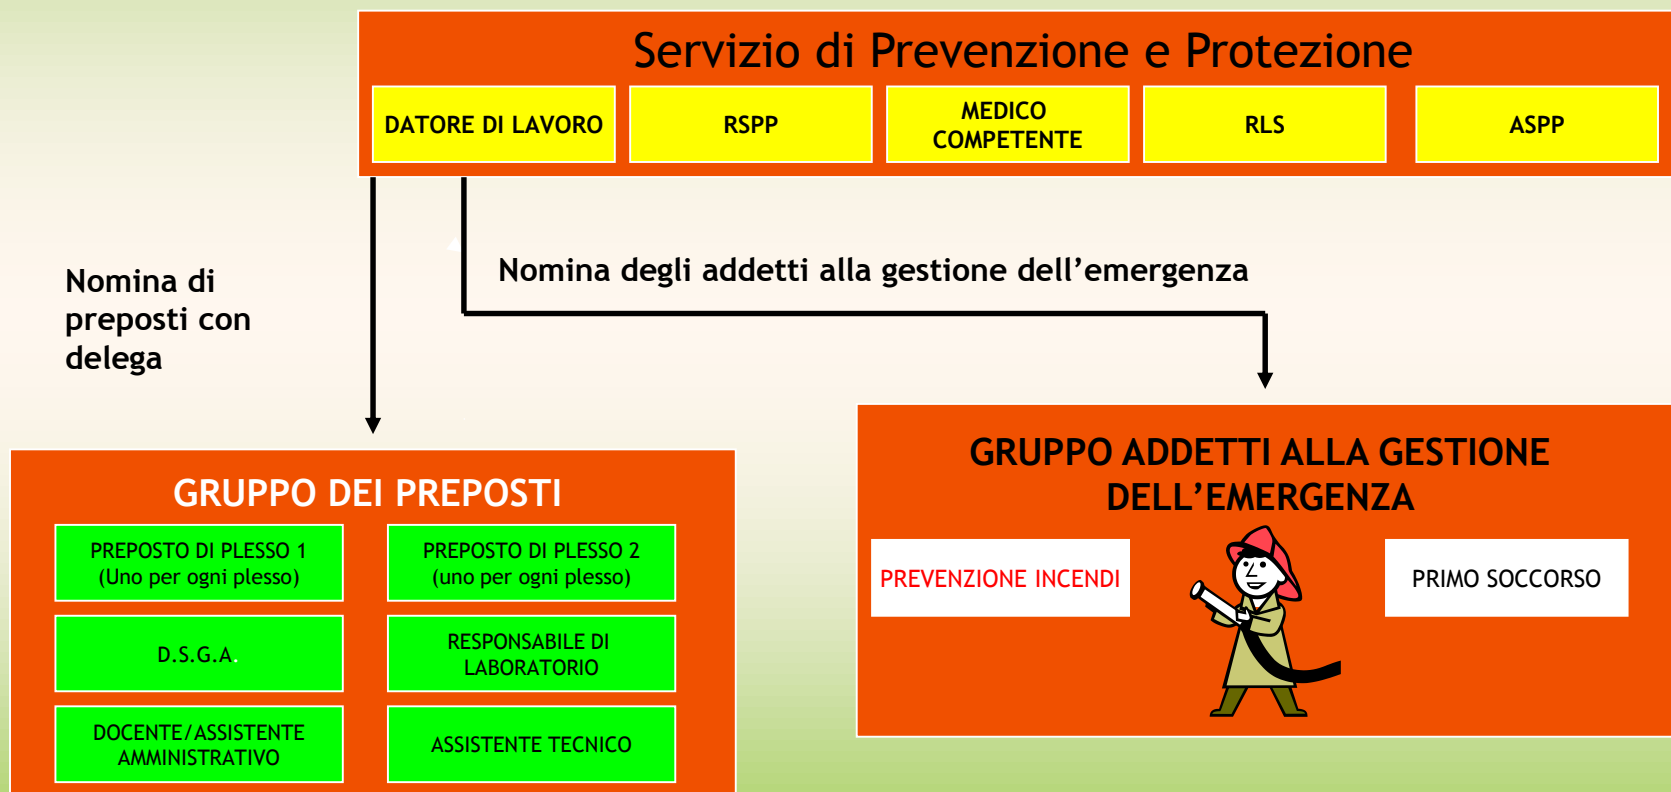 Servizio di Prevenzione e Protezione
DATORE DI LAVORO
RSPP
MEDICO
COMPETENTE
RLS
ASPP
Nomina di
preposti con
delega
Nomina degli addetti alla gestione dell’emergenza
GRUPPO DEI PREPOSTI
PREPOSTO DI PLESSO 1
(Uno per ogni plesso)
PREPOSTO DI PLESSO 2
(uno per ogni plesso)
D.S.G.A.
RESPONSABILE DI
LABORATORIO
DOCENTE/ASSISTENTE
AMMINISTRATIVO
ASSISTENTE TECNICO
GRUPPO ADDETTI ALLA GESTIONE
DELL’EMERGENZA
PREVENZIONE INCENDI
PRIMO SOCCORSO